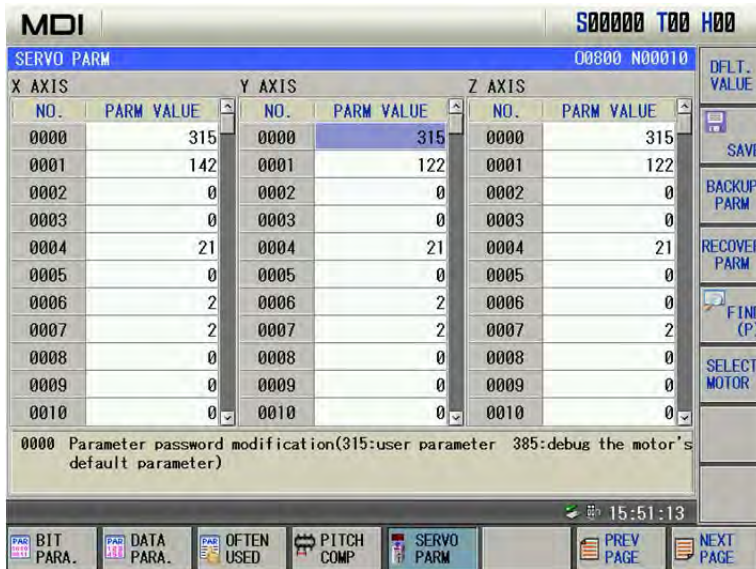 MDI S00000 T00 H00
SERVO PARM O0800 N00010
X AXIS Y AXIS Z AXIS
NO. PARM VALUE NO. PARM VALUE NO. PARM VALUE
0000 315 0000 315 0000 315
0001 142 0001 122 0001 122
0002 0 0002 0 0002 0
0003 0 0003 0 0003 0
0004 21 0004 21 0004 21
0005 0 0005 0 0005 0
0006 2 0006 2 0006 0
0007 2 0007 2 0007 2
0008 0 0008 0 0008 0
0009 0 0009 0 0009 0
0010 0 0010 0 0010 0
0000 Parameter password modification(315:user parameter 385:debug the motor's
default parameter)
15:51:13
DFLT.
VALUE
SAVE
BACKUP
PARM
RECOVER
PARM
FIND
(P)
SELECT
MOTOR
BIT
PARA.
DATA
PARA.
OFTEN
USED
PITCH
COMP
SERVO
PARM
PREV
PAGE
NEXT
PAGE